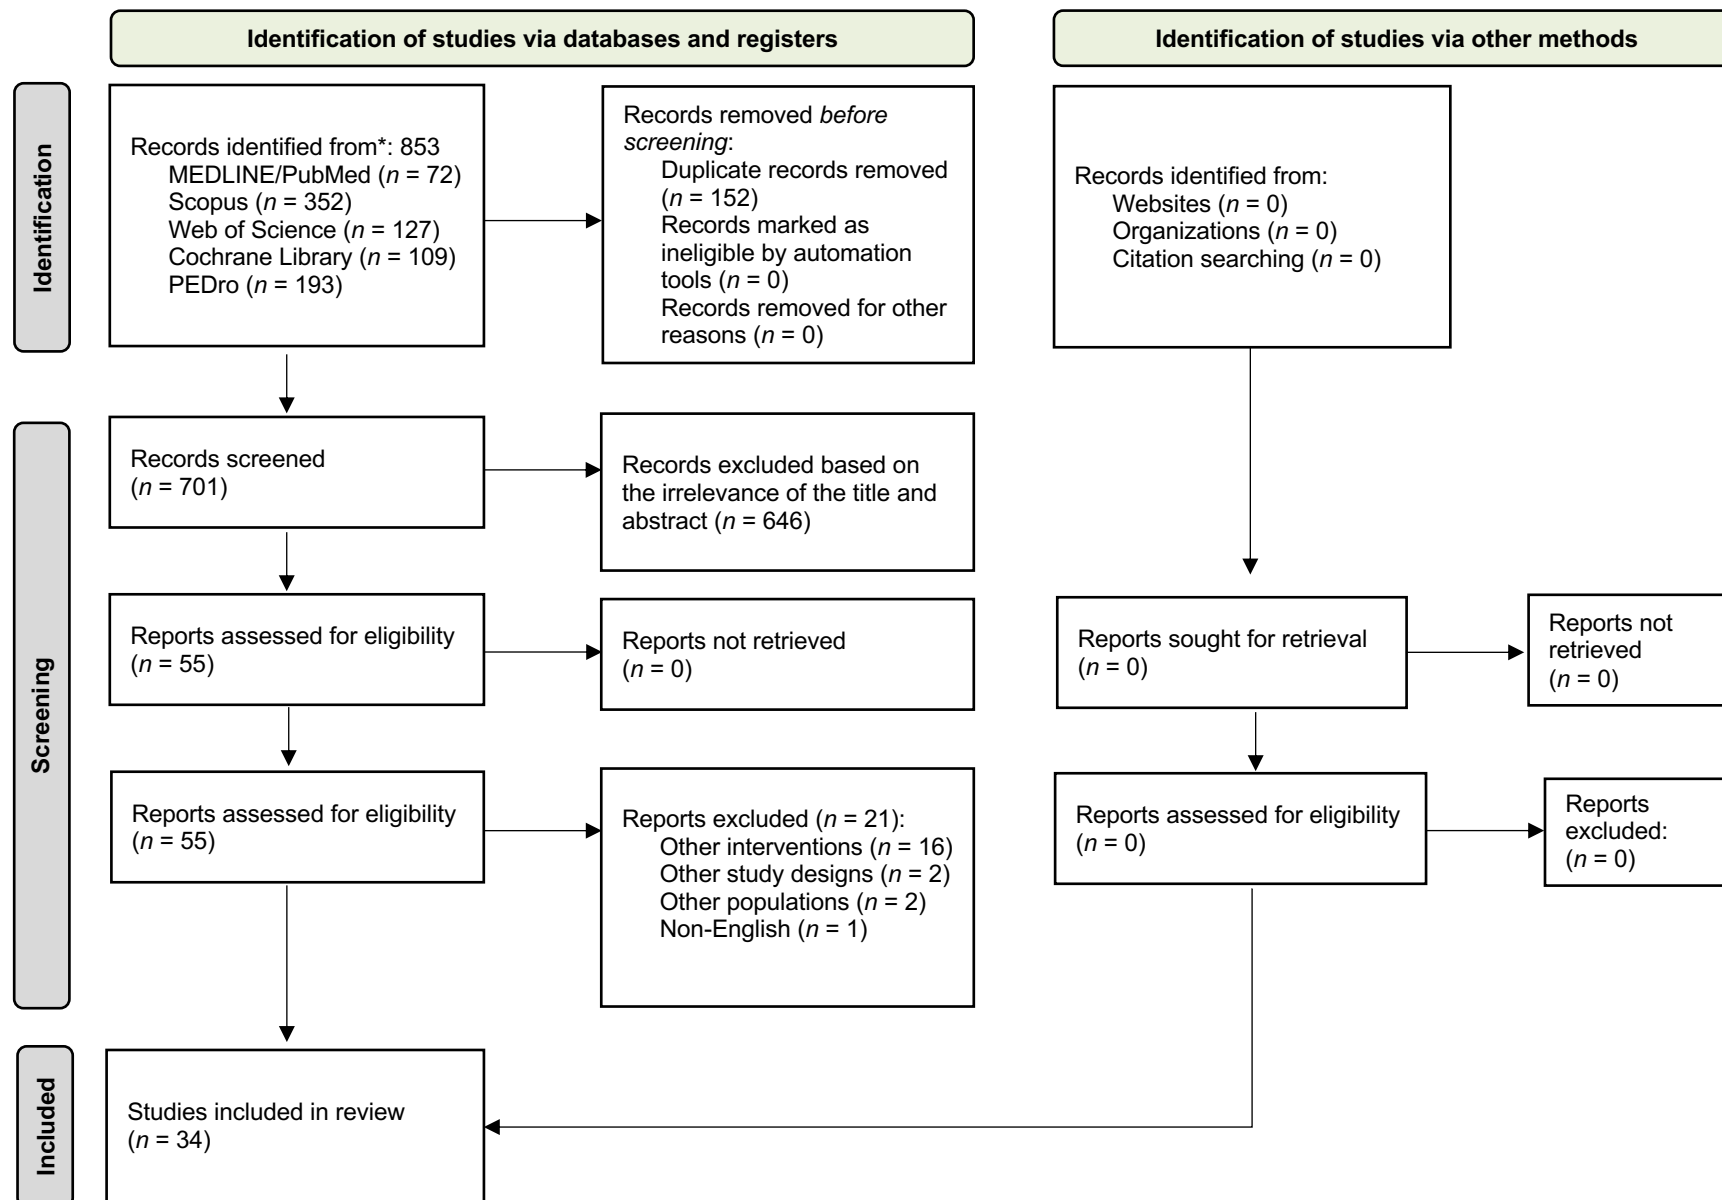 Identification of studies via databases and registers
Identification of studies via other methods
Identification
Records identified from*: 853
MEDLINE/PubMed (n = 72)
Scopus (n = 352)
Web of Science (n = 127)
Cochrane Library (n = 109)
PEDro (n = 193)
Records removed before
screening:
Duplicate records removed
(n = 152)
Records marked as
ineligible by automation
tools (n = 0)
Records removed for other
reasons (n = 0)
Records identified from:
Websites (n = 0)
Organizations (n = 0)
Citation searching (n = 0)
Screening
Records screened
(n = 701)
Records excluded based on
the irrelevance of the title and
abstract (n = 646)
Reports assessed for eligibility
(n = 55)
Reports not retrieved
(n = 0)
Reports sought for retrieval
(n = 0)
Reports not
retrieved
(n = 0)
Reports assessed for eligibility
(n = 55)
Reports excluded (n = 21):
Other interventions (n = 16)
Other study designs (n = 2)
Other populations (n = 2)
Non-English (n = 1)
Reports assessed for eligibility
(n = 0)
Reports
excluded:
(n = 0)
Included
Studies included in review
(n = 34)